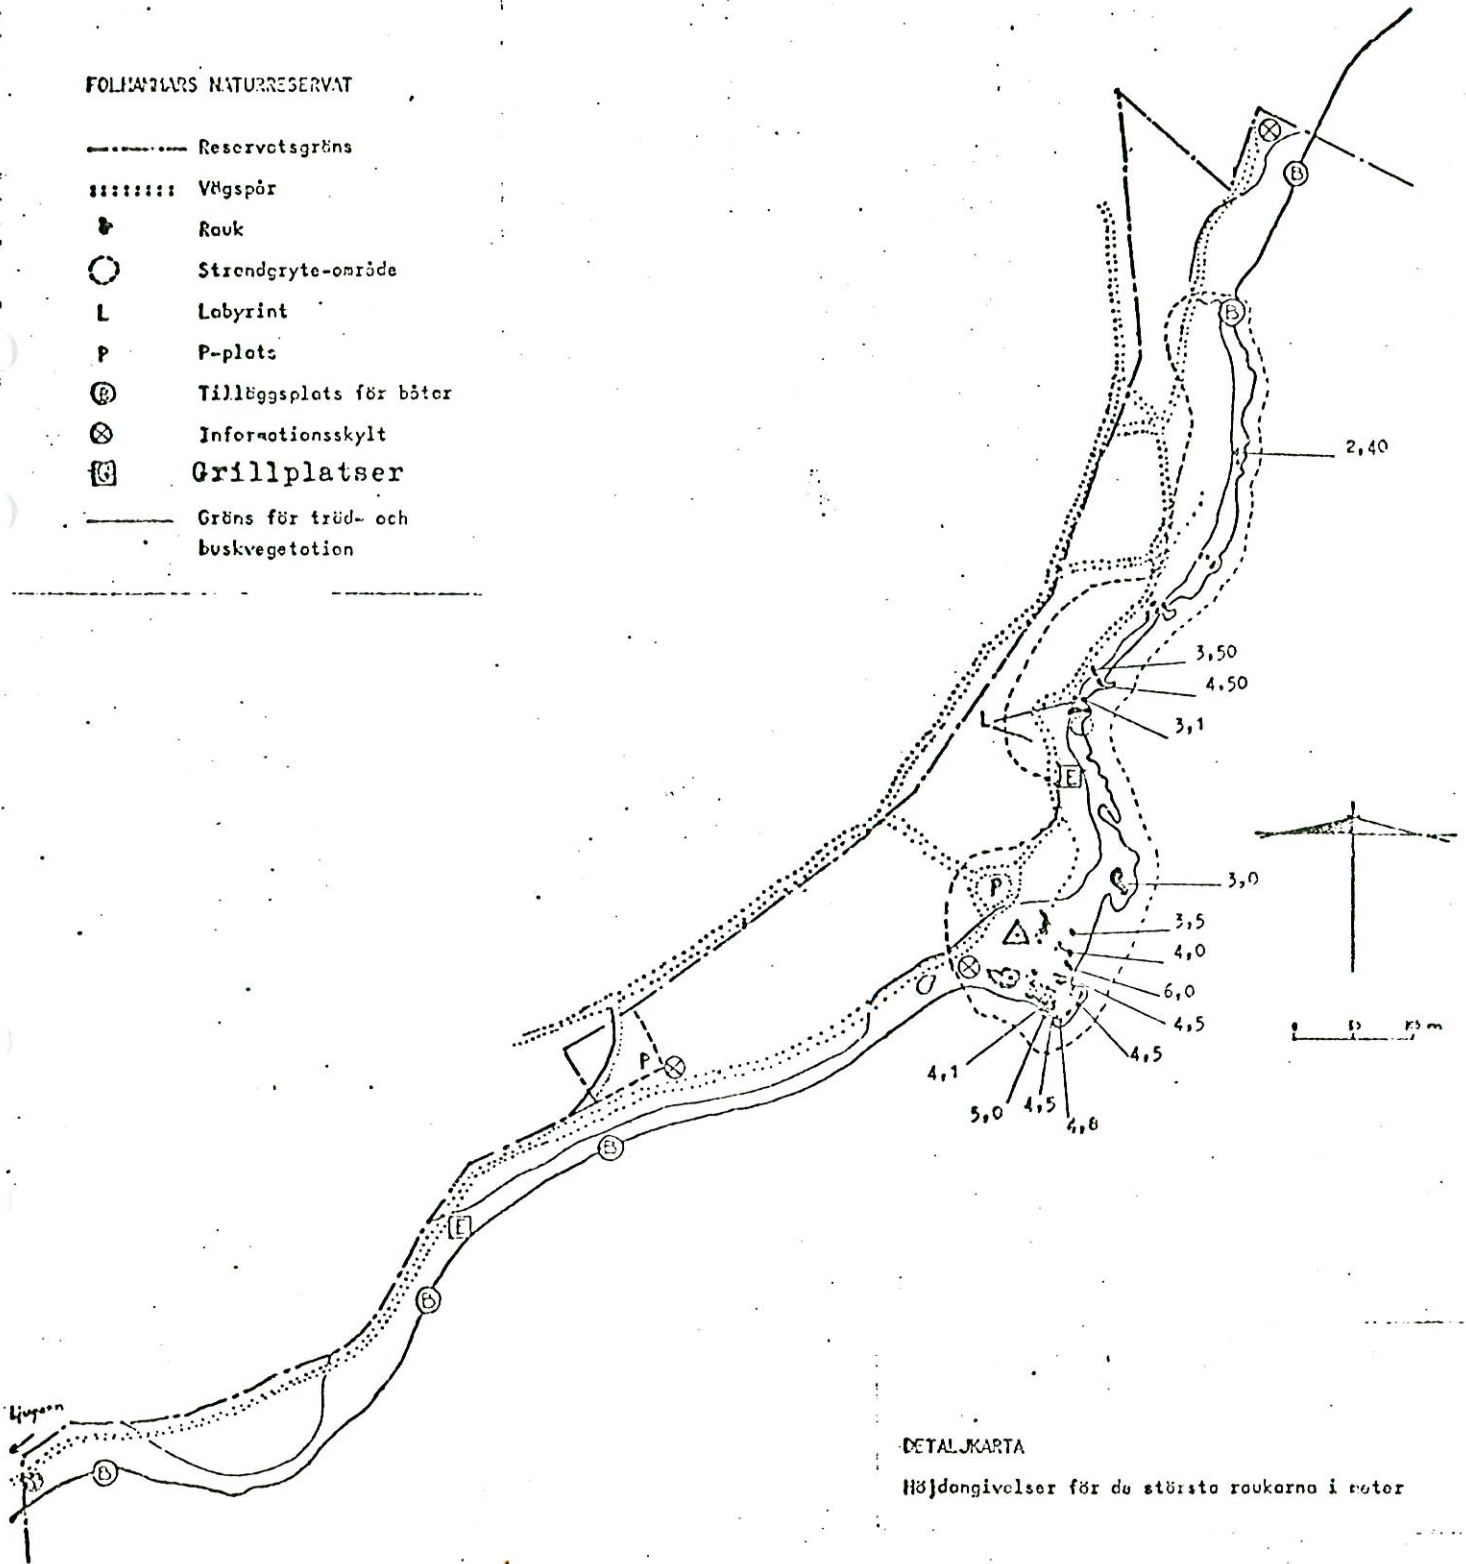 FOLHAMMARS NATURRESERVAT
Reservatsgräns
Vägspår
Rauk
Strandgryte-område
L Labyrint
P P-plats
B Tilläggsplats för båtar
Informationsskylt
G Grillplatser
Gräns för träd- och
buskvegetation
B
B
2,40
3,50
4.50
L
3,1
E
P
3,0
3,5
4,0
6,0
4,5
4,5
4,1
5,0 4,5
4,8
m
P
B
E
B
Ljugarn
B
DETALJKARTA
Höjdangivelser för de största raukarna i meter